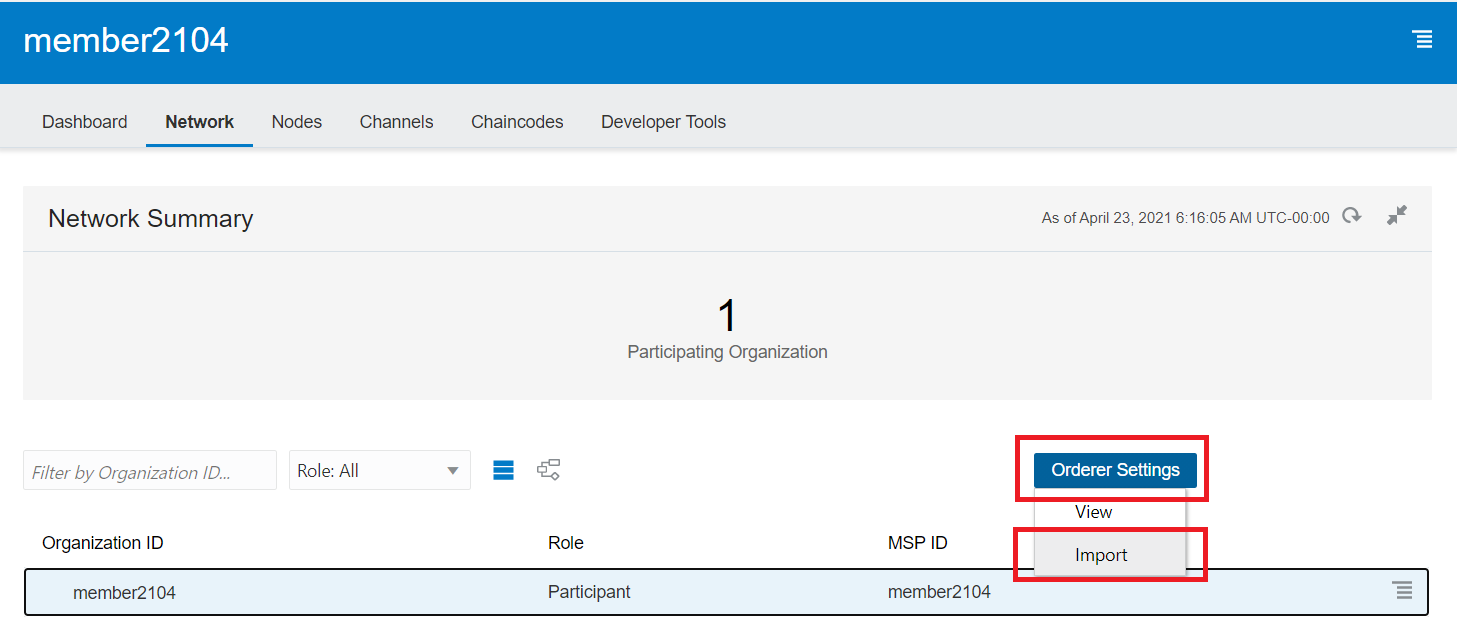 member2104
Dashboard Network Nodes Channels Chaincodes Developer Tools
Network Summary As of April 23, 2021 6:16:05 AM UTC-00:00
1
Participating Organization
Filter by Organization ID... Role: All Orderer Settings
View
Organization ID Role MSP ID
Import
member2104 Participant member2104